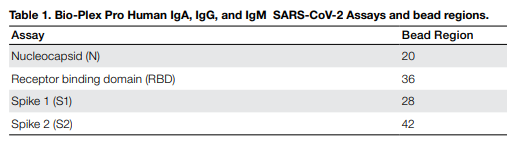 Table 1. Bio-Plex Pro Human IgA, IgG, and IgM SARS-CoV-2 Assays and bead regions.
Assay Bead Region
Nucleocapsid (N) 20
Receptor binding domain (RBD) 36
Spike 1 (S1) 28
Spike 2 (S2) 42